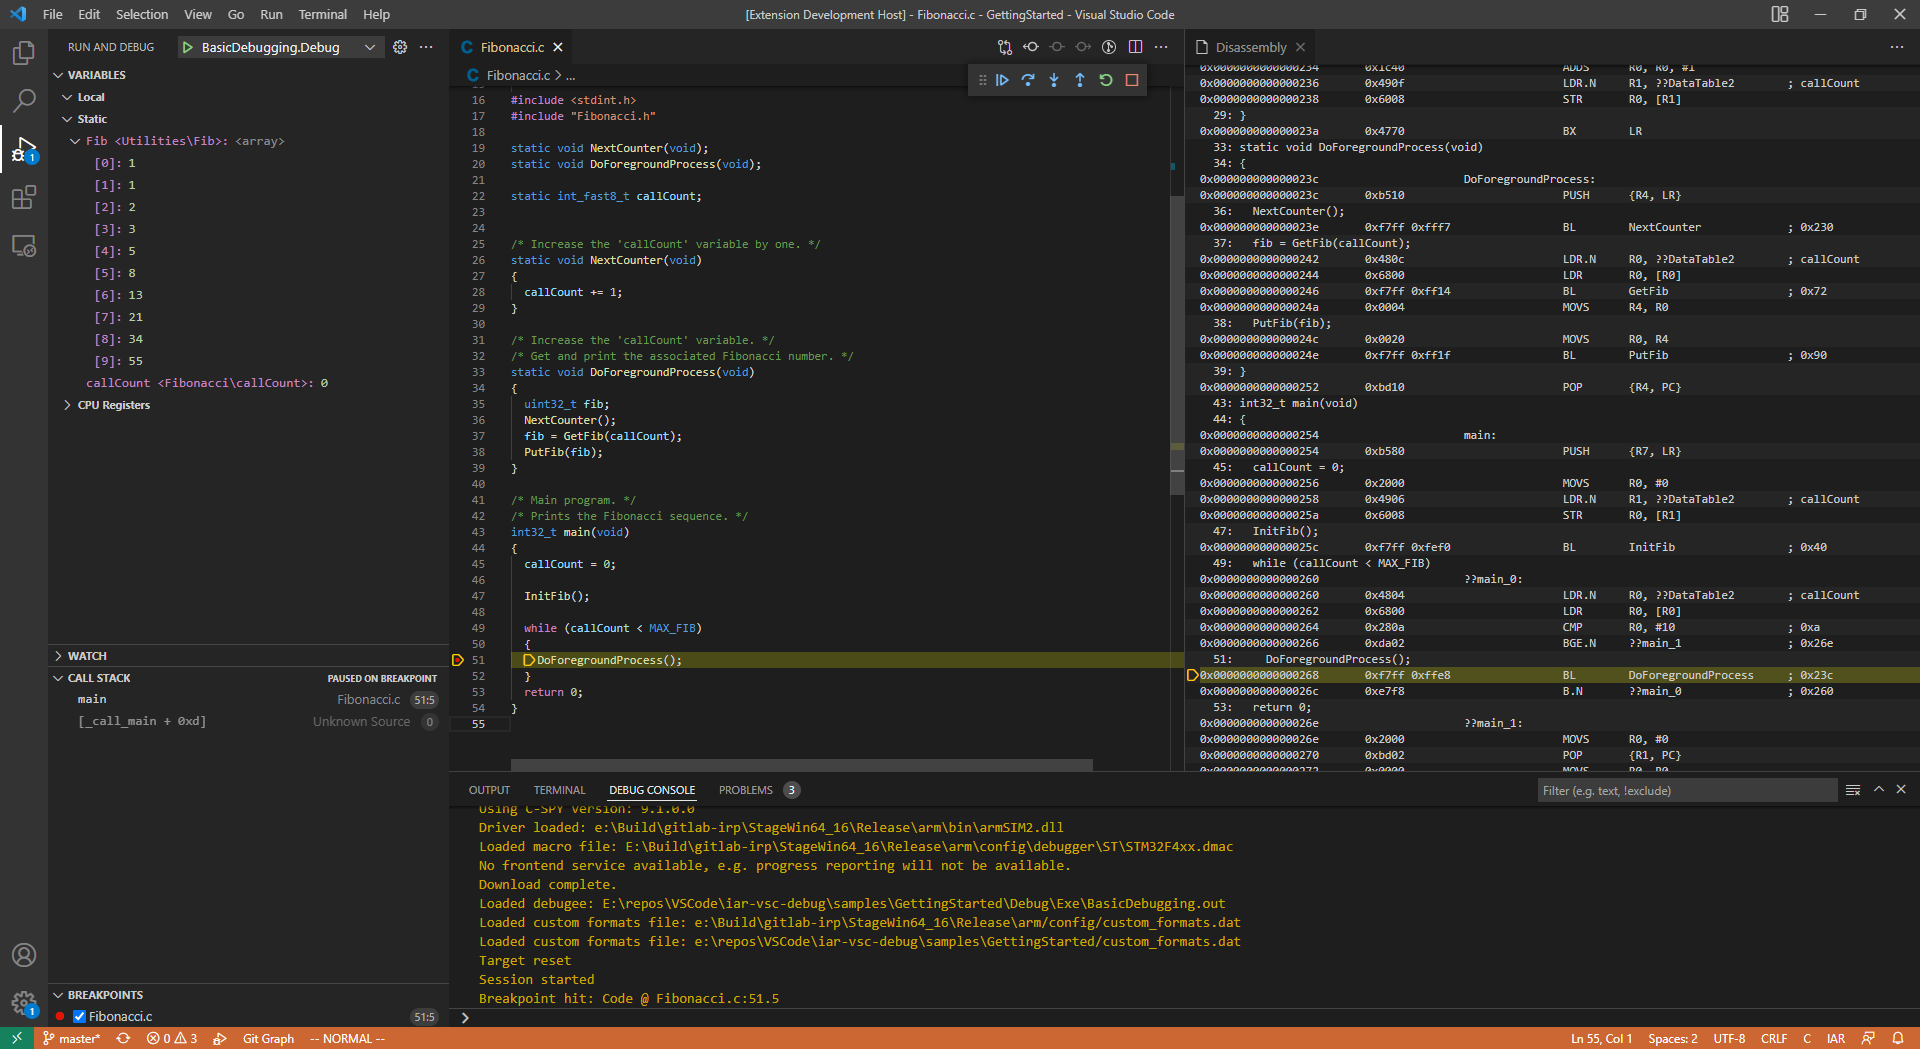 File Edit Selection View Go Run Terminal Help
[Extension Development Host] - Fibonacci.c - GettingStarted - Visual Studio Code
RUN AND DEBUG
BasicDebugging.Debug
VARIABLES
Local
Static
Fib <Utilities\Fib>: <array>
[0]: 1
[1]: 1
[2]: 2
[3]: 3
[4]: 5
[5]: 8
[6]: 13
[7]: 21
[8]: 34
[9]: 55
callCount <Fibonacci\callCount>: 0
CPU Registers
WATCH
CALL STACK PAUSED ON BREAKPOINT
main Fibonacci.c 51:5
[_call_main + 0xd] Unknown Source 0
BREAKPOINTS
Fibonacci.c 51:5
1
1
Fibonacci.c
Fibonacci.c > ...
15
16 #include <stdint.h>
17 #include "Fibonacci.h"
18
19 static void NextCounter(void);
20 static void DoForegroundProcess(void);
21
22 static int_fast8_t callCount;
23
24
25 /* Increase the 'callCount' variable by one. */
26 static void NextCounter(void)
27 {
28 callCount += 1;
29 }
30
31 /* Increase the 'callCount' variable. */
32 /* Get and print the associated Fibonacci number. */
33 static void DoForegroundProcess(void)
34 {
35 uint32_t fib;
36 NextCounter();
37 fib = GetFib(callCount);
38 PutFib(fib);
39 }
40
41 /* Main program. */
42 /* Prints the Fibonacci sequence. */
43 int32_t main(void)
44 {
45 callCount = 0;
46
47 InitFib();
48
49 while (callCount < MAX_FIB)
50 {
51 DoForegroundProcess();
52 }
53 return 0;
54 }
55
Disassembly
0x0000000000000234 0x1c40 ADDS R0, R0, #1
0x0000000000000236 0x490f LDR.N R1, ??DataTable2 ; callCount
0x0000000000000238 0x6008 STR R0, [R1]
29: }
0x000000000000023a 0x4770 BX LR
33: static void DoForegroundProcess(void)
34: {
0x000000000000023c DoForegroundProcess:
0x000000000000023c 0xb510 PUSH {R4, LR}
36: NextCounter();
0x000000000000023e 0xf7ff 0xfff7 BL NextCounter ; 0x230
37: fib = GetFib(callCount);
0x0000000000000242 0x480c LDR.N R0, ??DataTable2 ; callCount
0x0000000000000244 0x6800 LDR R0, [R0]
0x0000000000000246 0xf7ff 0xff14 BL GetFib ; 0x72
0x000000000000024a 0x0004 MOVS R4, R0
38: PutFib(fib);
0x000000000000024c 0x0020 MOVS R0, R4
0x000000000000024e 0xf7ff 0xff1f BL PutFib ; 0x90
39: }
0x0000000000000252 0xbd10 POP {R4, PC}
43: int32_t main(void)
44: {
0x0000000000000254 main:
0x0000000000000254 0xb580 PUSH {R7, LR}
45: callCount = 0;
0x0000000000000256 0x2000 MOVS R0, #0
0x0000000000000258 0x4906 LDR.N R1, ??DataTable2 ; callCount
0x000000000000025a 0x6008 STR R0, [R1]
47: InitFib();
0x000000000000025c 0xf7ff 0xfef0 BL InitFib ; 0x40
49: while (callCount < MAX_FIB)
0x0000000000000260 ??main_0:
0x0000000000000260 0x4804 LDR.N R0, ??DataTable2 ; callCount
0x0000000000000262 0x6800 LDR R0, [R0]
0x0000000000000264 0x280a CMP R0, #10 ; 0xa
0x0000000000000266 0xda02 BGE.N ??main_1 ; 0x26e
51: DoForegroundProcess();
0x0000000000000268 0xf7ff 0xffe8 BL DoForegroundProcess ; 0x23c
0x000000000000026c 0xe7f8 B.N ??main_0 ; 0x260
53: return 0;
0x000000000000026e ??main_1:
0x000000000000026e 0x2000 MOVS R0, #0
0x0000000000000270 0xbd02 POP {R1, PC}
0x0000000000000272 0x0000 MOVS R0, R0
OUTPUT TERMINAL DEBUG CONSOLE PROBLEMS 3
Filter (e.g. text, !exclude)
Using C-SPY version: 9.1.0.0
Driver loaded: e:\Build\gitlab-irp\StageWin64_16\Release\arm\bin\armSIM2.dll
Loaded macro file: E:\Build\gitlab-irp\StageWin64_16\Release\arm\config\debugger\ST\STM32F4xx.dmac
No frontend service available, e.g. progress reporting will not be available.
Download complete.
Loaded debugee: E:\repos\VSCode\iar-vsc-debug\samples\GettingStarted\Debug\Exe\BasicDebugging.out
Loaded custom formats file: e:\Build\gitlab-irp\StageWin64_16\Release\arm/config/custom_formats.dat
Loaded custom formats file: e:\repos\VSCode\iar-vsc-debug\samples\GettingStarted/custom_formats.dat
Target reset
Session started
Breakpoint hit: Code @ Fibonacci.c:51.5
master* 0 3 Git Graph -- NORMAL -- Ln 55, Col 1 Spaces: 2 UTF-8 CRLF C IAR